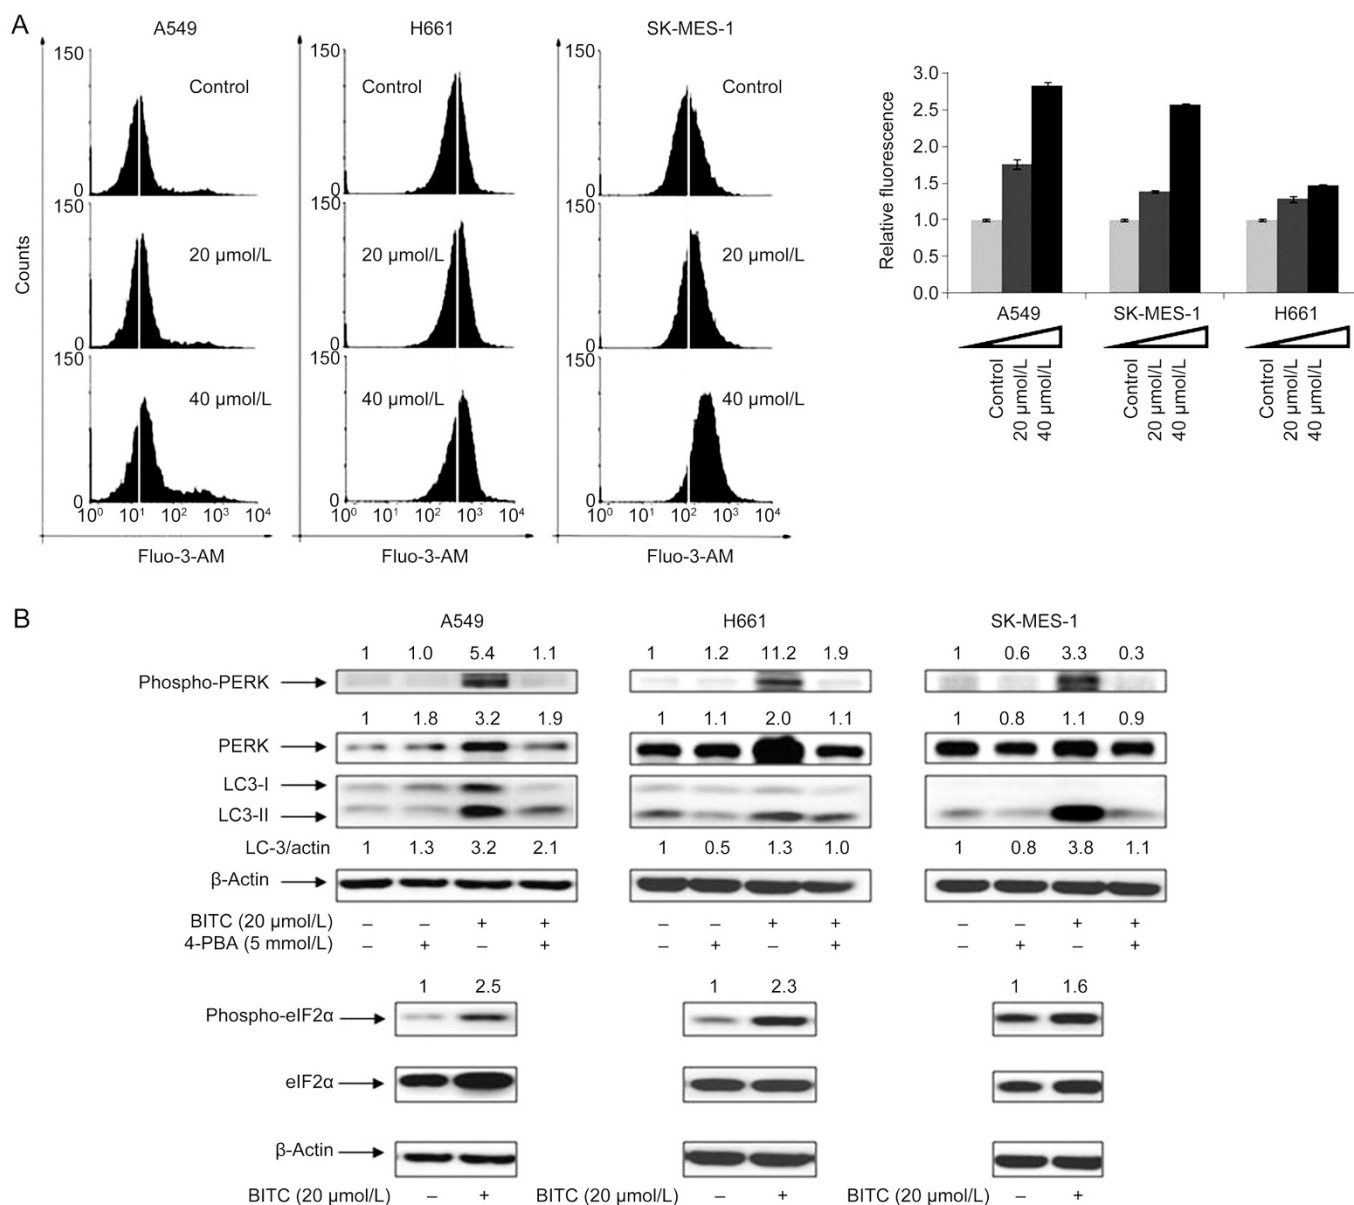 A
A549
H661
SK-MES-1
150
150
150
Control
Control
Control
0
0
0
150
150
150
20 µmol/L
20 µmol/L
20 µmol/L
0
0
0
150
150
150
40 µmol/L
40 µmol/L
40 µmol/L
0
0
0
10⁰ 10¹ 10² 10³ 10⁴
10⁰ 10¹ 10² 10³ 10⁴
10⁰ 10¹ 10² 10³ 10⁴
Counts
Fluo-3-AM
Fluo-3-AM
Fluo-3-AM
Relative fluorescence
3.0
2.5
2.0
1.5
1.0
0.5
0.0
A549
SK-MES-1
H661
Control
20 µmol/L
40 µmol/L
Control
20 µmol/L
40 µmol/L
Control
20 µmol/L
40 µmol/L
B
A549
H661
SK-MES-1
1 1.0 5.4 1.1 1 1.2 11.2 1.9 1 0.6 3.3 0.3
Phospho-PERK
1 1.8 3.2 1.9 1 1.1 2.0 1.1 1 0.8 1.1 0.9
PERK
LC3-I
LC3-II
LC-3/actin 1 1.3 3.2 2.1 1 0.5 1.3 1.0 1 0.8 3.8 1.1
β-Actin
BITC (20 µmol/L) – – + + – – + + – – + +
4-PBA (5 mmol/L) – + – + – + – + – + – +
1 2.5 1 2.3 1 1.6
Phospho-eIF2α
eIF2α
β-Actin
BITC (20 µmol/L) – + BITC (20 µmol/L) – + BITC (20 µmol/L) – +